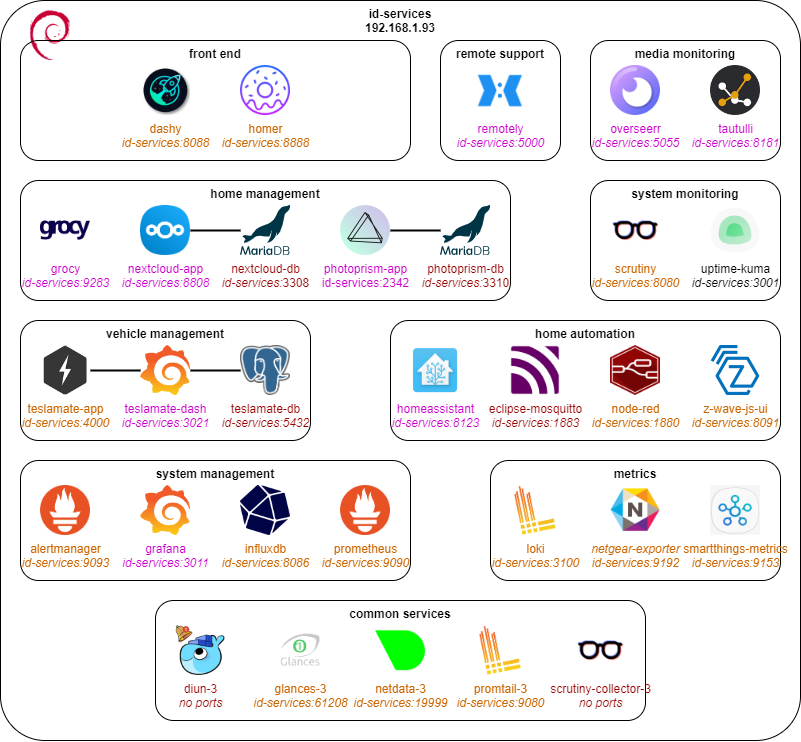 id-services
192.168.1.93
front end
dashy
id-services:8088
homer
id-services:8888
remote support
remotely
id-services:5000
media monitoring
overseerr
id-services:5055
tautulli
id-services:8181
home management
grocy
grocy
id-services:9283
nextcloud-app
id-services:8808
MariaDB
nextcloud-db
id-services:3308
photoprism-app
id-services:2342
MariaDB
photoprism-db
id-services:3310
system monitoring
scrutiny
id-services:8080
uptime-kuma
id-services:3001
vehicle management
teslamate-app
id-services:4000
teslamate-dash
id-services:3021
teslamate-db
id-services:5432
home automation
homeassistant
id-services:8123
eclipse-mosquitto
id-services:1883
node-red
id-services:1880
Z
z-wave-js-ui
id-services:8091
system management
alertmanager
id-services:9093
grafana
id-services:3011
influxdb
id-services:8086
prometheus
id-services:9090
metrics
loki
id-services:3100
N
netgear-exporter
id-services:9192
smartthings-metrics
id-services:9153
common services
diun-3
no ports
Glances
glances-3
id-services:61208
netdata-3
id-services:19999
promtail-3
id-services:9080
scrutiny-collector-3
no ports